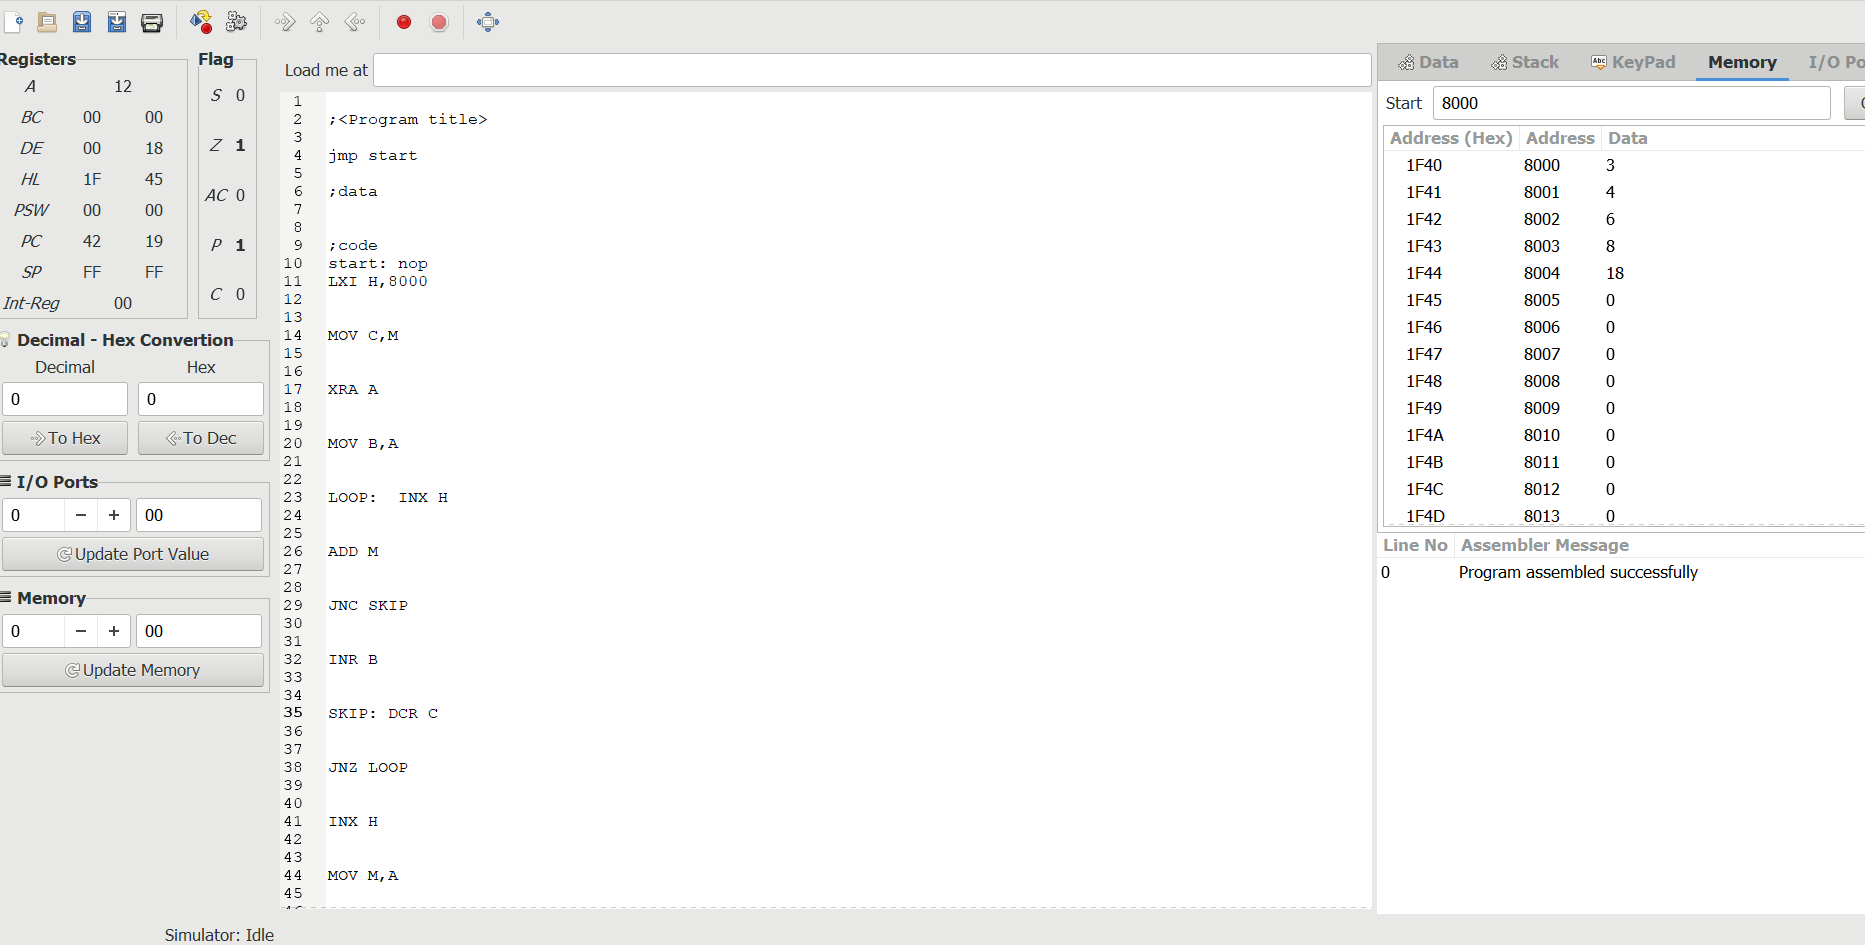 Registers
A 12
BC 00 00
DE 00 18
HL 1F 45
PSW 00 00
PC 42 19
SP FF FF
Int-Reg 00
Flag
S 0
Z 1
AC 0
P 1
C 0
Decimal - Hex Convertion
Decimal Hex
0 0
To Hex To Dec
I/O Ports
0 − + 00
Update Port Value
Memory
0 − + 00
Update Memory
Load me at
1
2 ;<Program title>
3
4 jmp start
5
6 ;data
7
8
9 ;code
10 start: nop
11 LXI H,8000
12
13
14 MOV C,M
15
16
17 XRA A
18
19
20 MOV B,A
21
22
23 LOOP:  INX H
24
25
26 ADD M
27
28
29 JNC SKIP
30
31
32 INR B
33
34
35 SKIP: DCR C
36
37
38 JNZ LOOP
39
40
41 INX H
42
43
44 MOV M,A
45
Data Stack Abc KeyPad Memory I/O Po
Start 8000
Address (Hex) Address Data
1F40 8000 3
1F41 8001 4
1F42 8002 6
1F43 8003 8
1F44 8004 18
1F45 8005 0
1F46 8006 0
1F47 8007 0
1F48 8008 0
1F49 8009 0
1F4A 8010 0
1F4B 8011 0
1F4C 8012 0
1F4D 8013 0
Line No Assembler Message
0 Program assembled successfully
Simulator: Idle